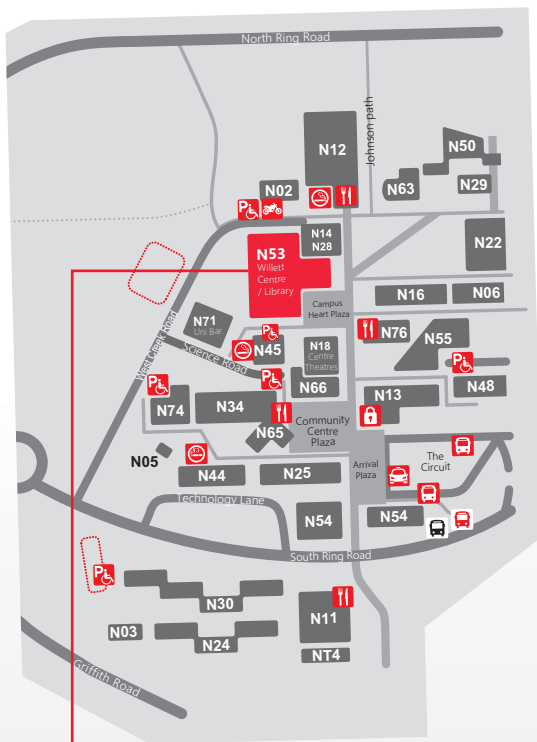 North Ring Road
Johnson path
N12
N50
N02
N63
N29
P
N14
N28
N22
N53
Willett
Centre
/ Library
N16
N06
Campus
Heart Plaza
N71
Uni Bar
West Creek Road
Science Road
P
N45
N18
Centre
Theatres
N76
N55
P
N48
P
P
N74
N34
N66
N13
N65
Community
Centre
Plaza
N05
N44
N25
Arrival
Plaza
The
Circuit
Technology Lane
N54
N54
South Ring Road
P
N30
N03
N24
N11
NT4
Griffith Road